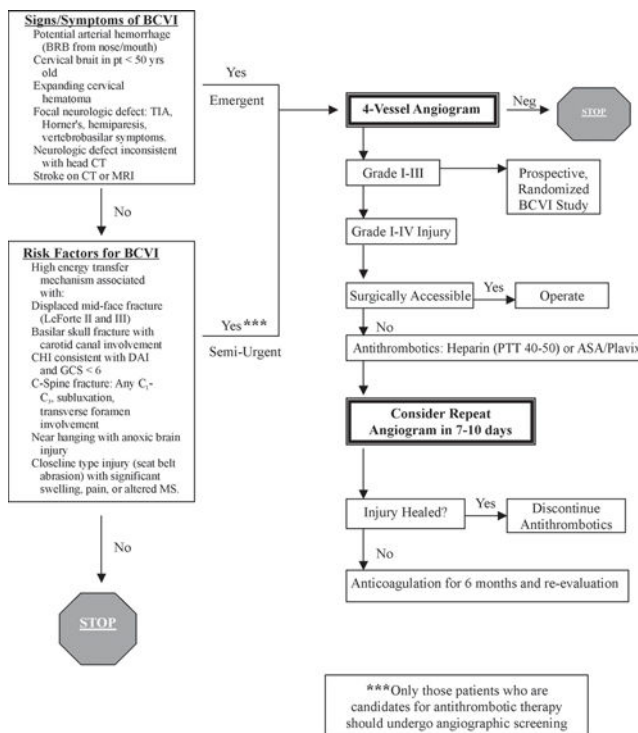 Signs/Symptoms of BCVI
Potential arterial hemorrhage
(BRB from nose/mouth)
Cervical bruit in pt < 50 yrs
old
Expanding cervical
hematoma
Focal neurologic defect: TIA,
Horner's, hemiparesis,
vertebrobasilar symptoms.
Neurologic defect inconsistent
with head CT
Stroke on CT or MRI
Yes
Emergent
No
Risk Factors for BCVI
High energy transfer
mechanism associated
with:
Displaced mid-face fracture
(LeForte II and III)
Basilar skull fracture with
carotid canal involvement
CHI consistent with DAI
and GCS < 6
C-Spine fracture: Any C1-
C3, subluxation,
transverse foramen
involvement
Near hanging with anoxic brain
injury
Closeline type injury (seat belt
abrasion) with significant
swelling, pain, or altered MS.
Yes***
Semi-Urgent
No
STOP
4-Vessel Angiogram
Neg
STOP
Grade I-III
Prospective,
Randomized
BCVI Study
Grade I-IV Injury
Surgically Accessible
Yes
Operate
No
Antithrombotics: Heparin (PTT 40-50) or ASA/Plavix
Consider Repeat
Angiogram in 7-10 days
Injury Healed?
Yes
Discontinue
Antithrombotics
No
Anticoagulation for 6 months and re-evaluation
***Only those patients who are
candidates for antithrombotic therapy
should undergo angiographic screening